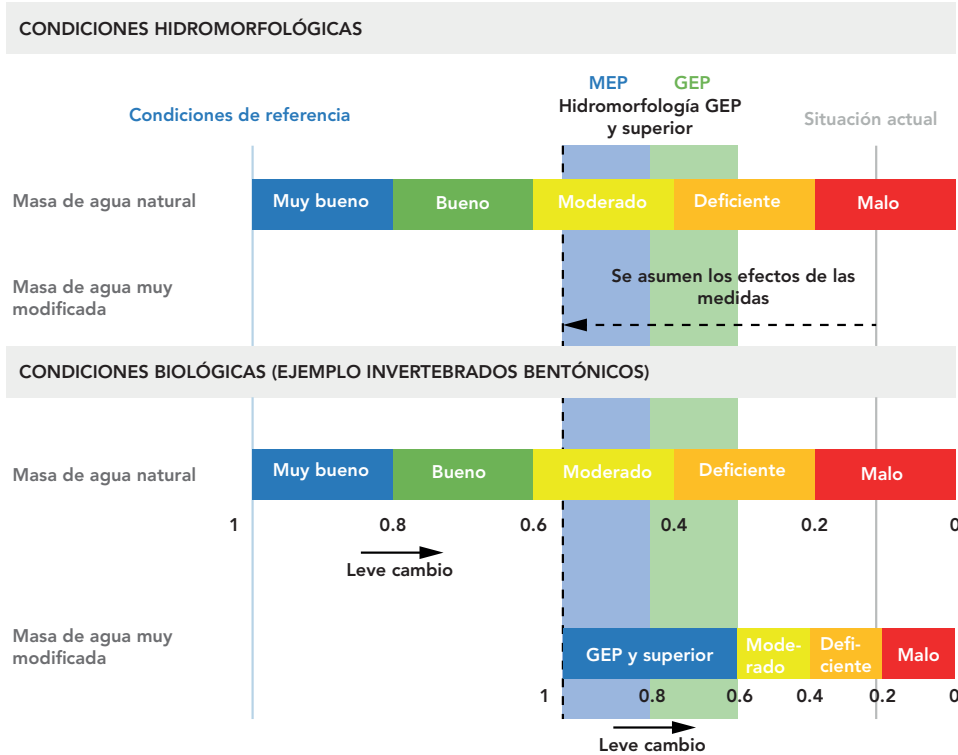 CONDICIONES HIDROMORFOLÓGICAS
MEP
GEP
Condiciones de referencia
Hidromorfología GEP
y superior
Situación actual
Masa de agua natural
Muy bueno
Bueno
Moderado
Deficiente
Malo
Masa de agua muy
modificada
Se asumen los efectos de las
medidas
CONDICIONES BIOLÓGICAS (EJEMPLO INVERTEBRADOS BENTÓNICOS)
Masa de agua natural
Muy bueno
Bueno
Moderado
Deficiente
Malo
1
0.8
0.6
0.4
0.2
0
Leve cambio
Masa de agua muy
modificada
GEP y superior
Mode-
rado
Defi-
ciente
Malo
1
0.8
0.6
0.4
0.2
0
Leve cambio